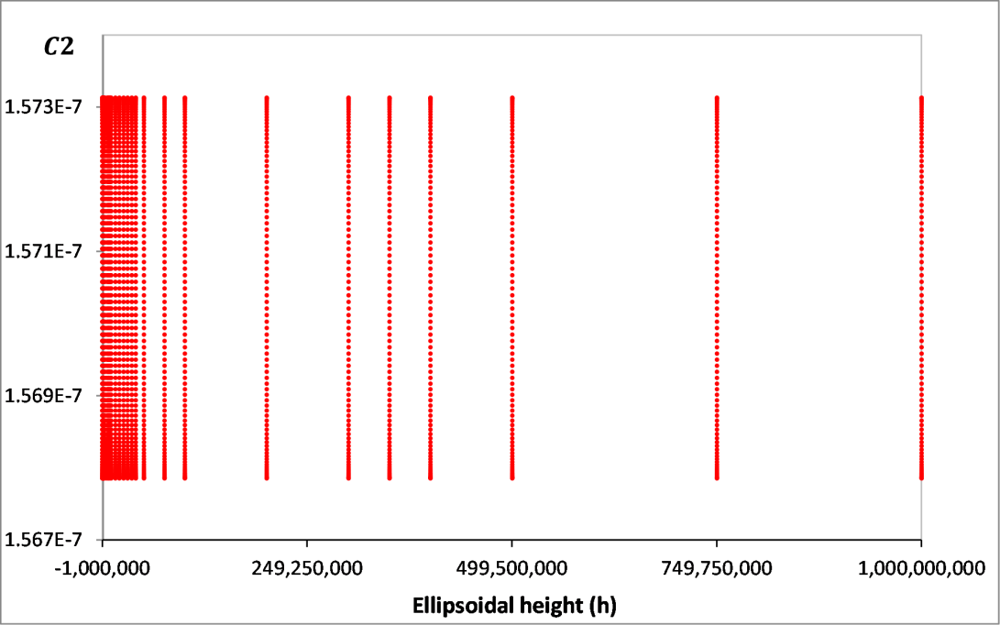 C2
1.573E-7
1.571E-7
1.569E-7
1.567E-7
-1,000,000 249,250,000 499,500,000 749,750,000 1,000,000,000
Ellipsoidal height (h)